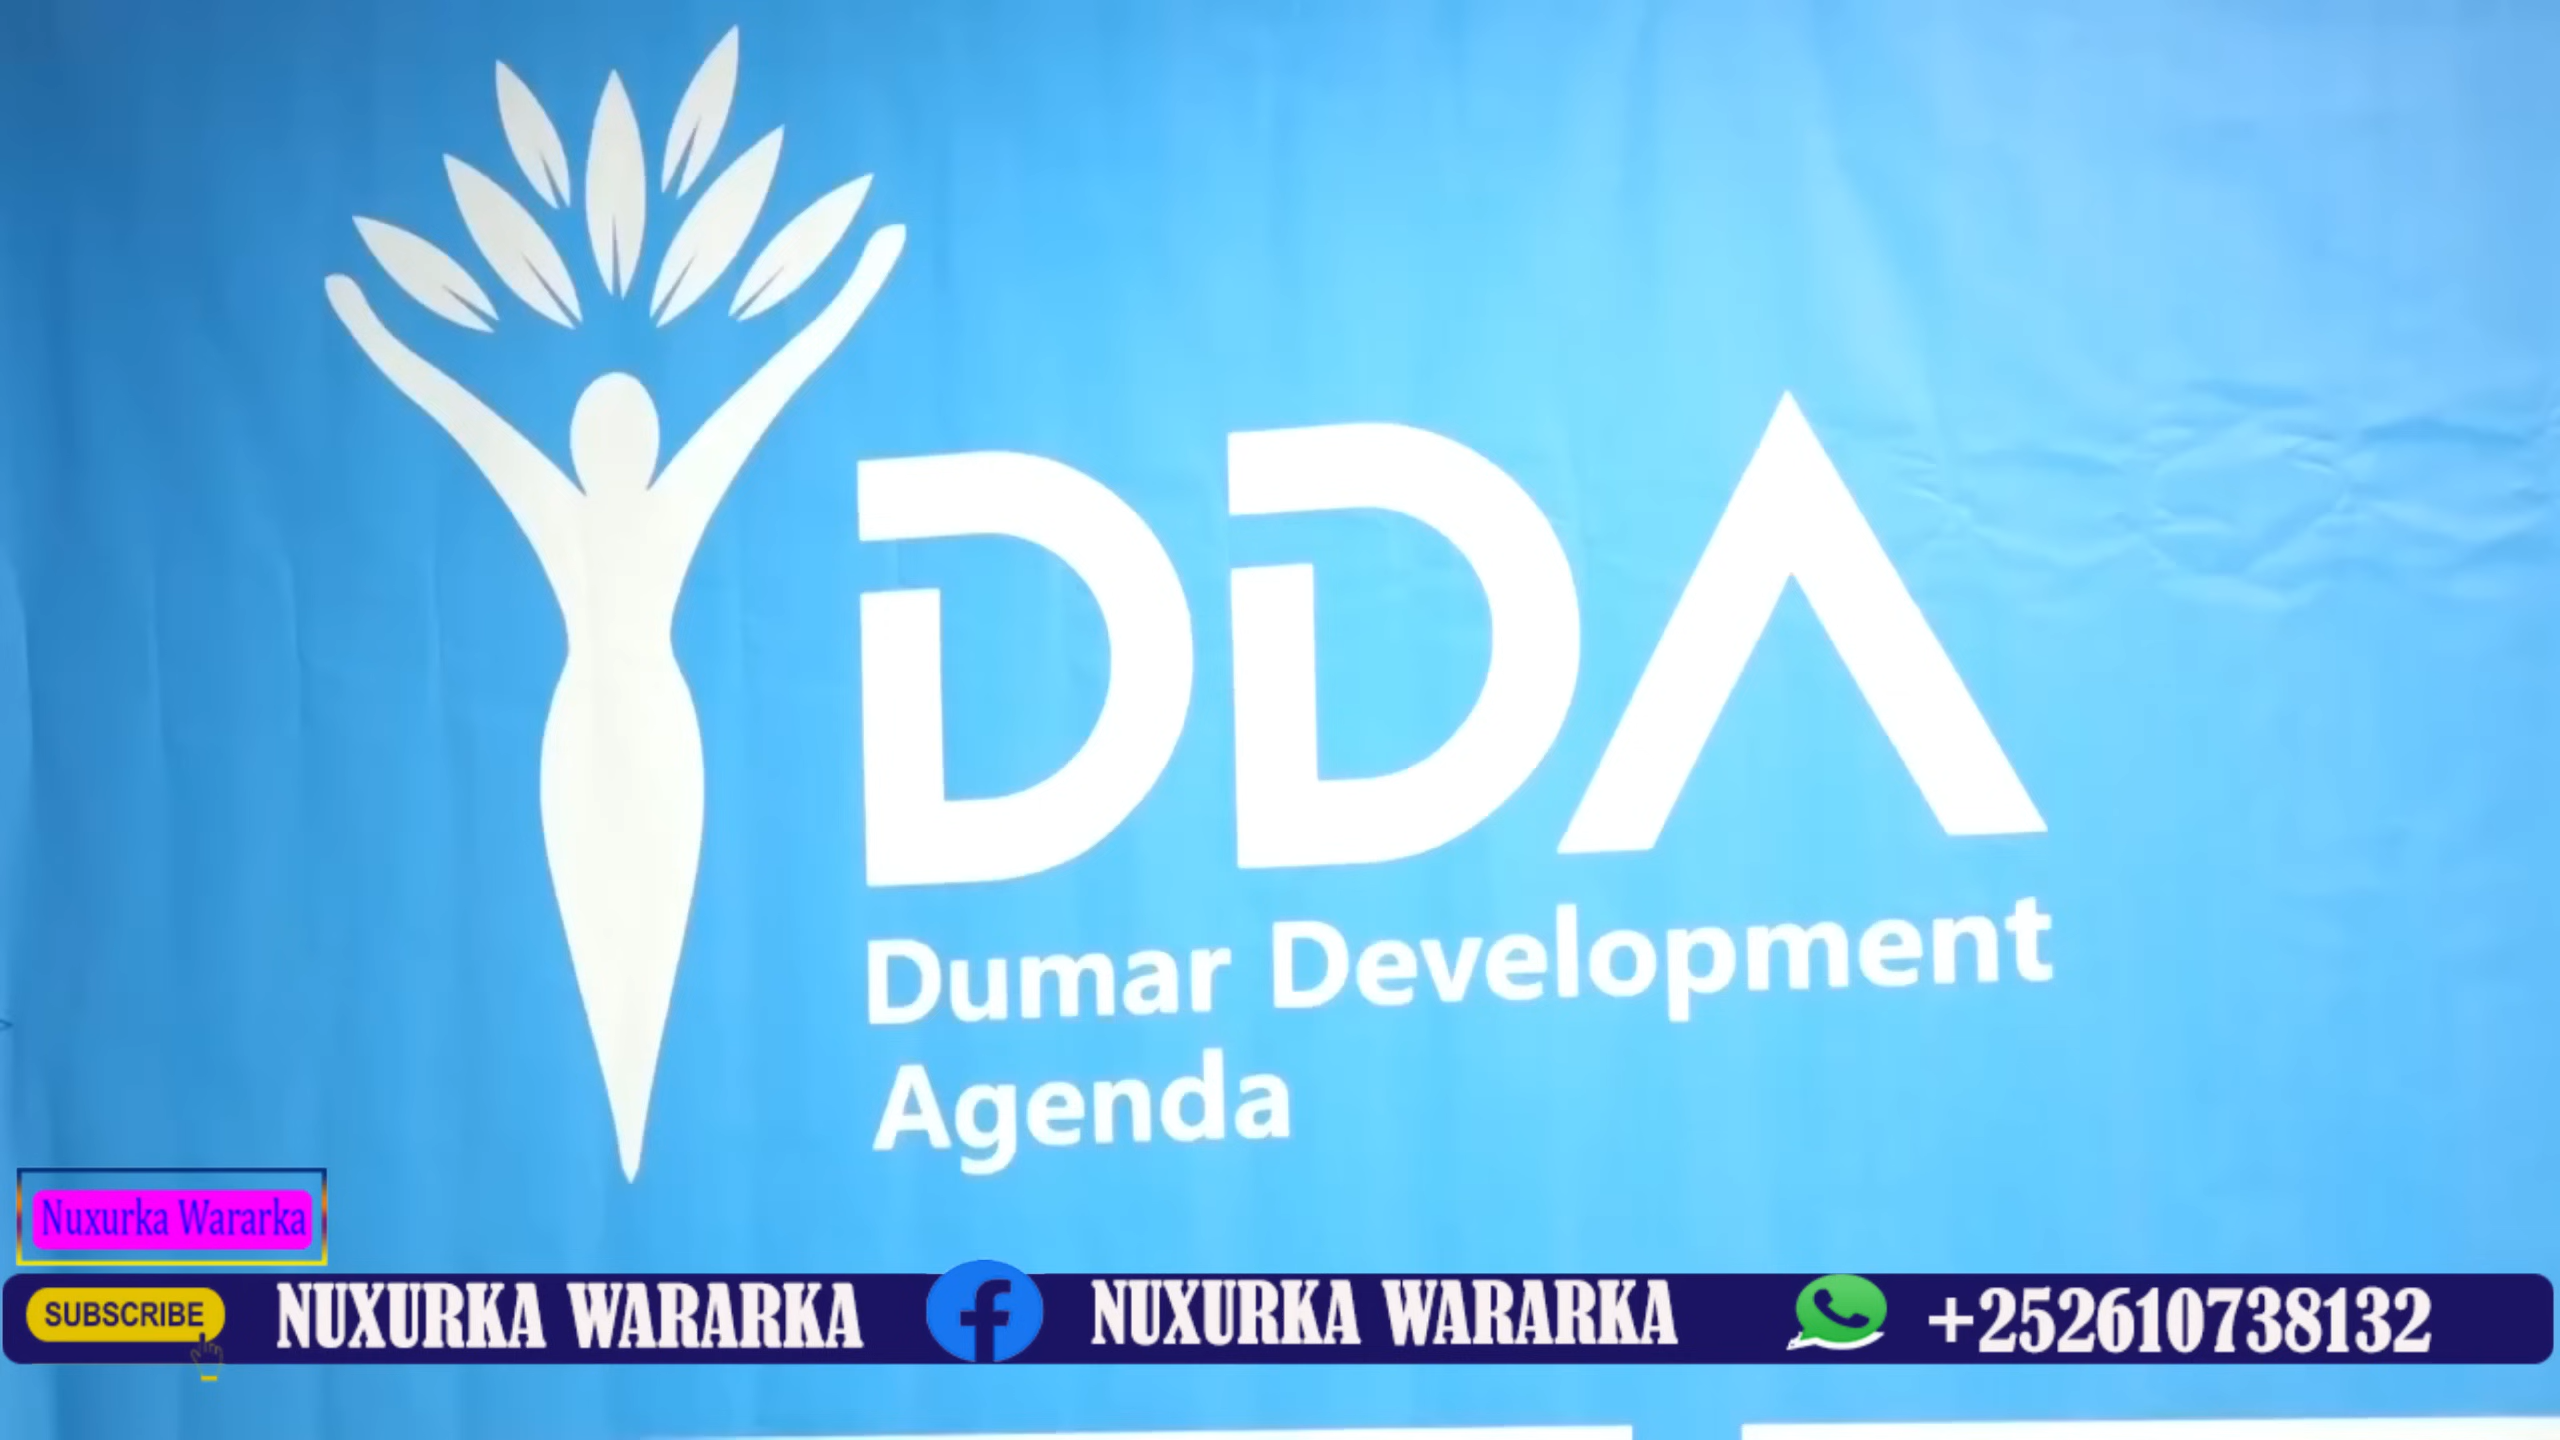 DDA
Dumar Development
Agenda
Nuxurka Wararka
SUBSCRIBE NUXURKA WARARKA NUXURKA WARARKA +252610738132